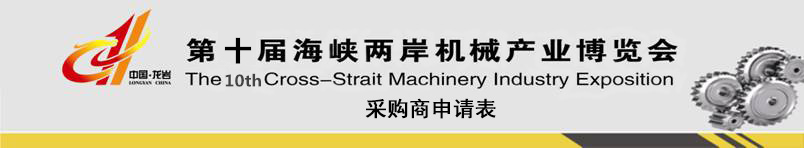 第十届海峡两岸机械产业博览会
The 10th Cross-Strait Machinery Industry Exposition
中国·龙岩
LONGYAN CHINA
采购商申请表